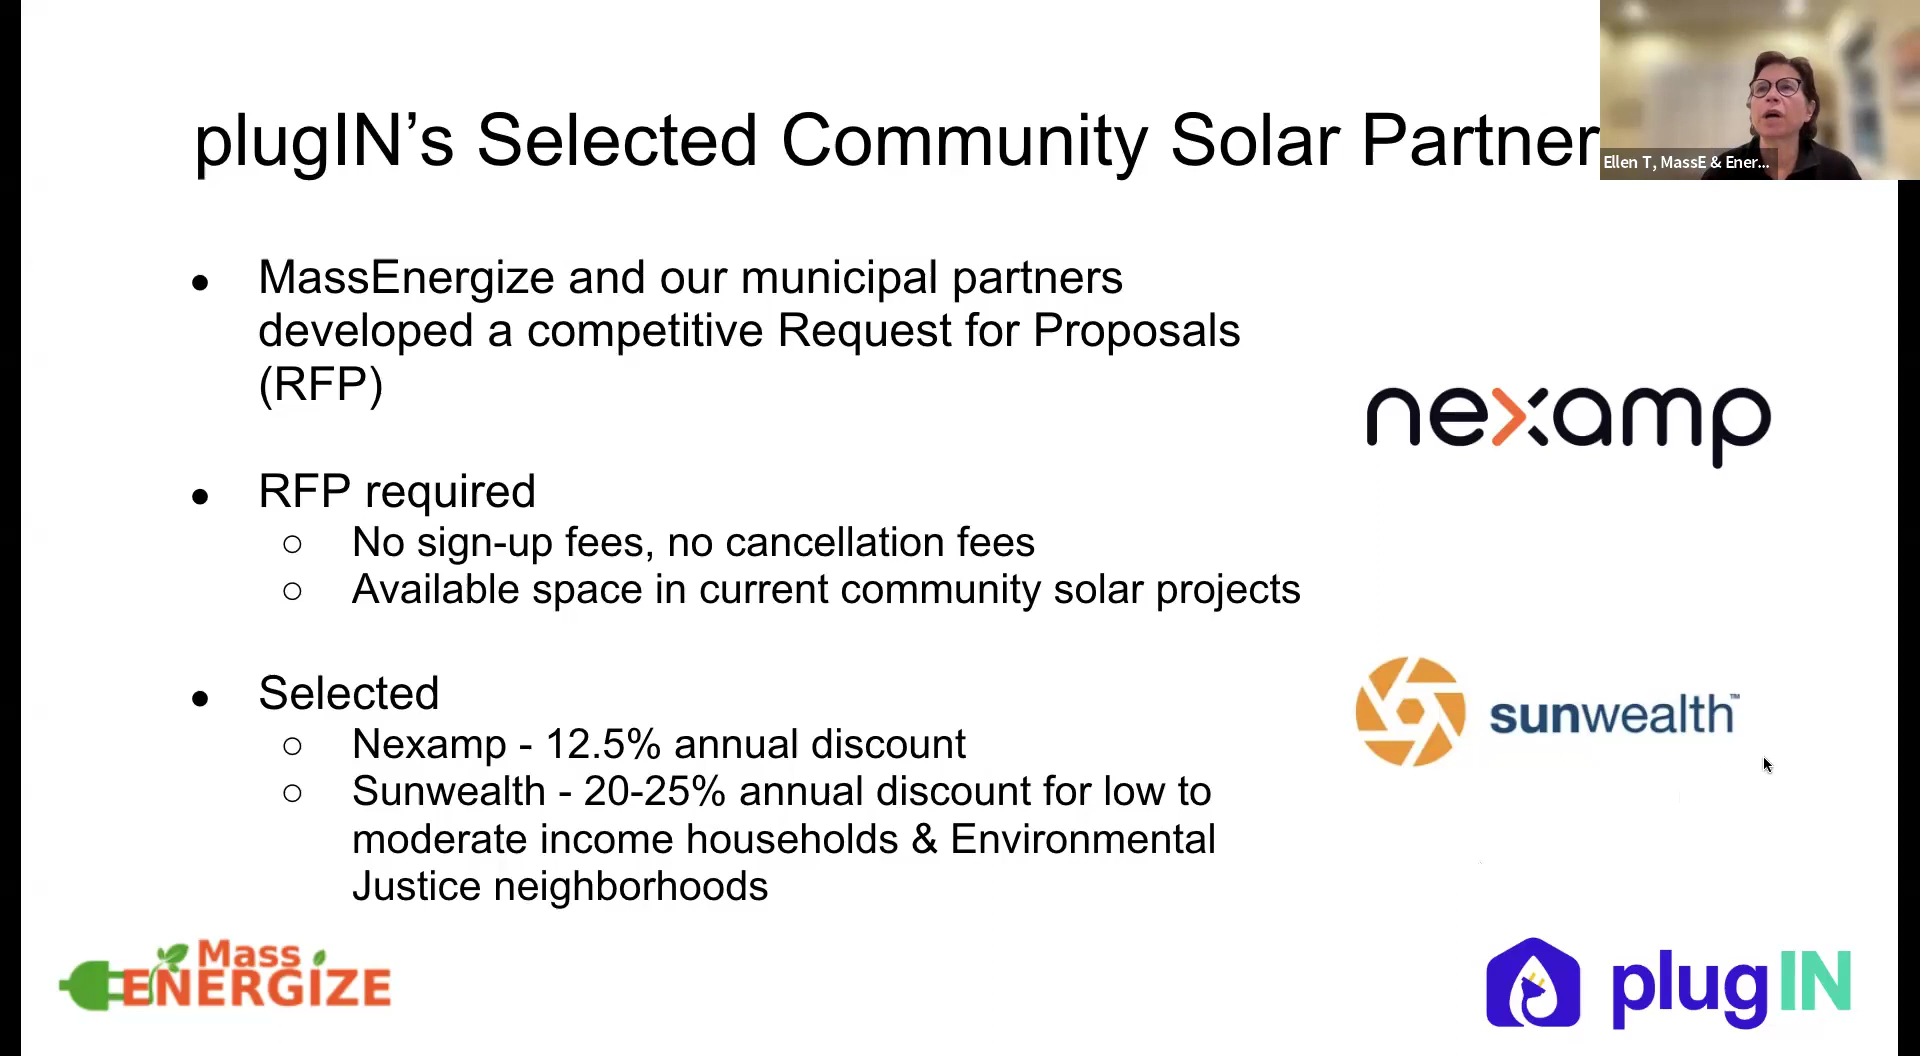 plugIN’s Selected Community Solar Partner
Ellen T, MassE & Ener...
● MassEnergize and our municipal partners
developed a competitive Request for Proposals
(RFP)
● RFP required
○ No sign-up fees, no cancellation fees
○ Available space in current community solar projects
● Selected
○ Nexamp - 12.5% annual discount
○ Sunwealth - 20-25% annual discount for low to
moderate income households & Environmental
Justice neighborhoods
nexamp
sunwealth™
Mass
ENERGIZE
plugIN